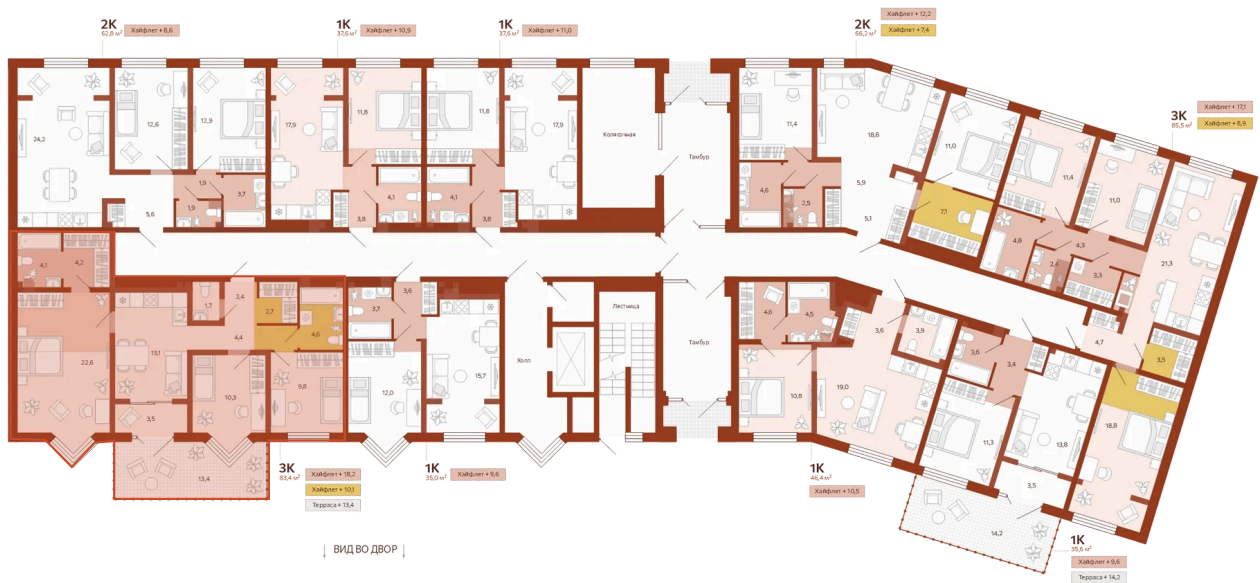 2К
62,8 м²
Хайфлет + 8,6
1К
37,6 м²
Хайфлет + 10,9
1К
37,6 м²
Хайфлет + 11,0
2К
66,2 м²
Хайфлет + 12,2
Хайфлет + 7,4
3К
85,5 м²
Хайфлет + 17,1
Хайфлет + 8,9
24,2
12,6
12,9
17,9
11,8
11,8
17,9
Колясочная
Тамбур
11,4
18,6
11,0
11,4
11,0
21,3
1,9
3,7
1,9
5,6
3,8
4,1
4,1
3,8
4,6
2,5
5,9
5,1
7,1
4,8
4,3
2,4
3,3
4,1
4,2
1,7
2,4
2,7
4,6
4,4
22,6
13,1
10,3
9,8
3,5
13,4
3,7
3,6
12,0
15,7
Холл
Лестница
Тамбур
4,6
4,5
10,8
19,0
3,6
3,9
3,6
3,4
11,3
13,8
3,5
14,2
4,7
3,5
18,8
3К
83,4 м²
Хайфлет + 18,2
Хайфлет + 10,1
Терраса + 13,4
1К
35,0 м²
Хайфлет + 9,6
1К
46,4 м²
Хайфлет + 10,5
1К
35,6 м²
Хайфлет + 9,6
Терраса + 14,2
ВИД ВО ДВОР